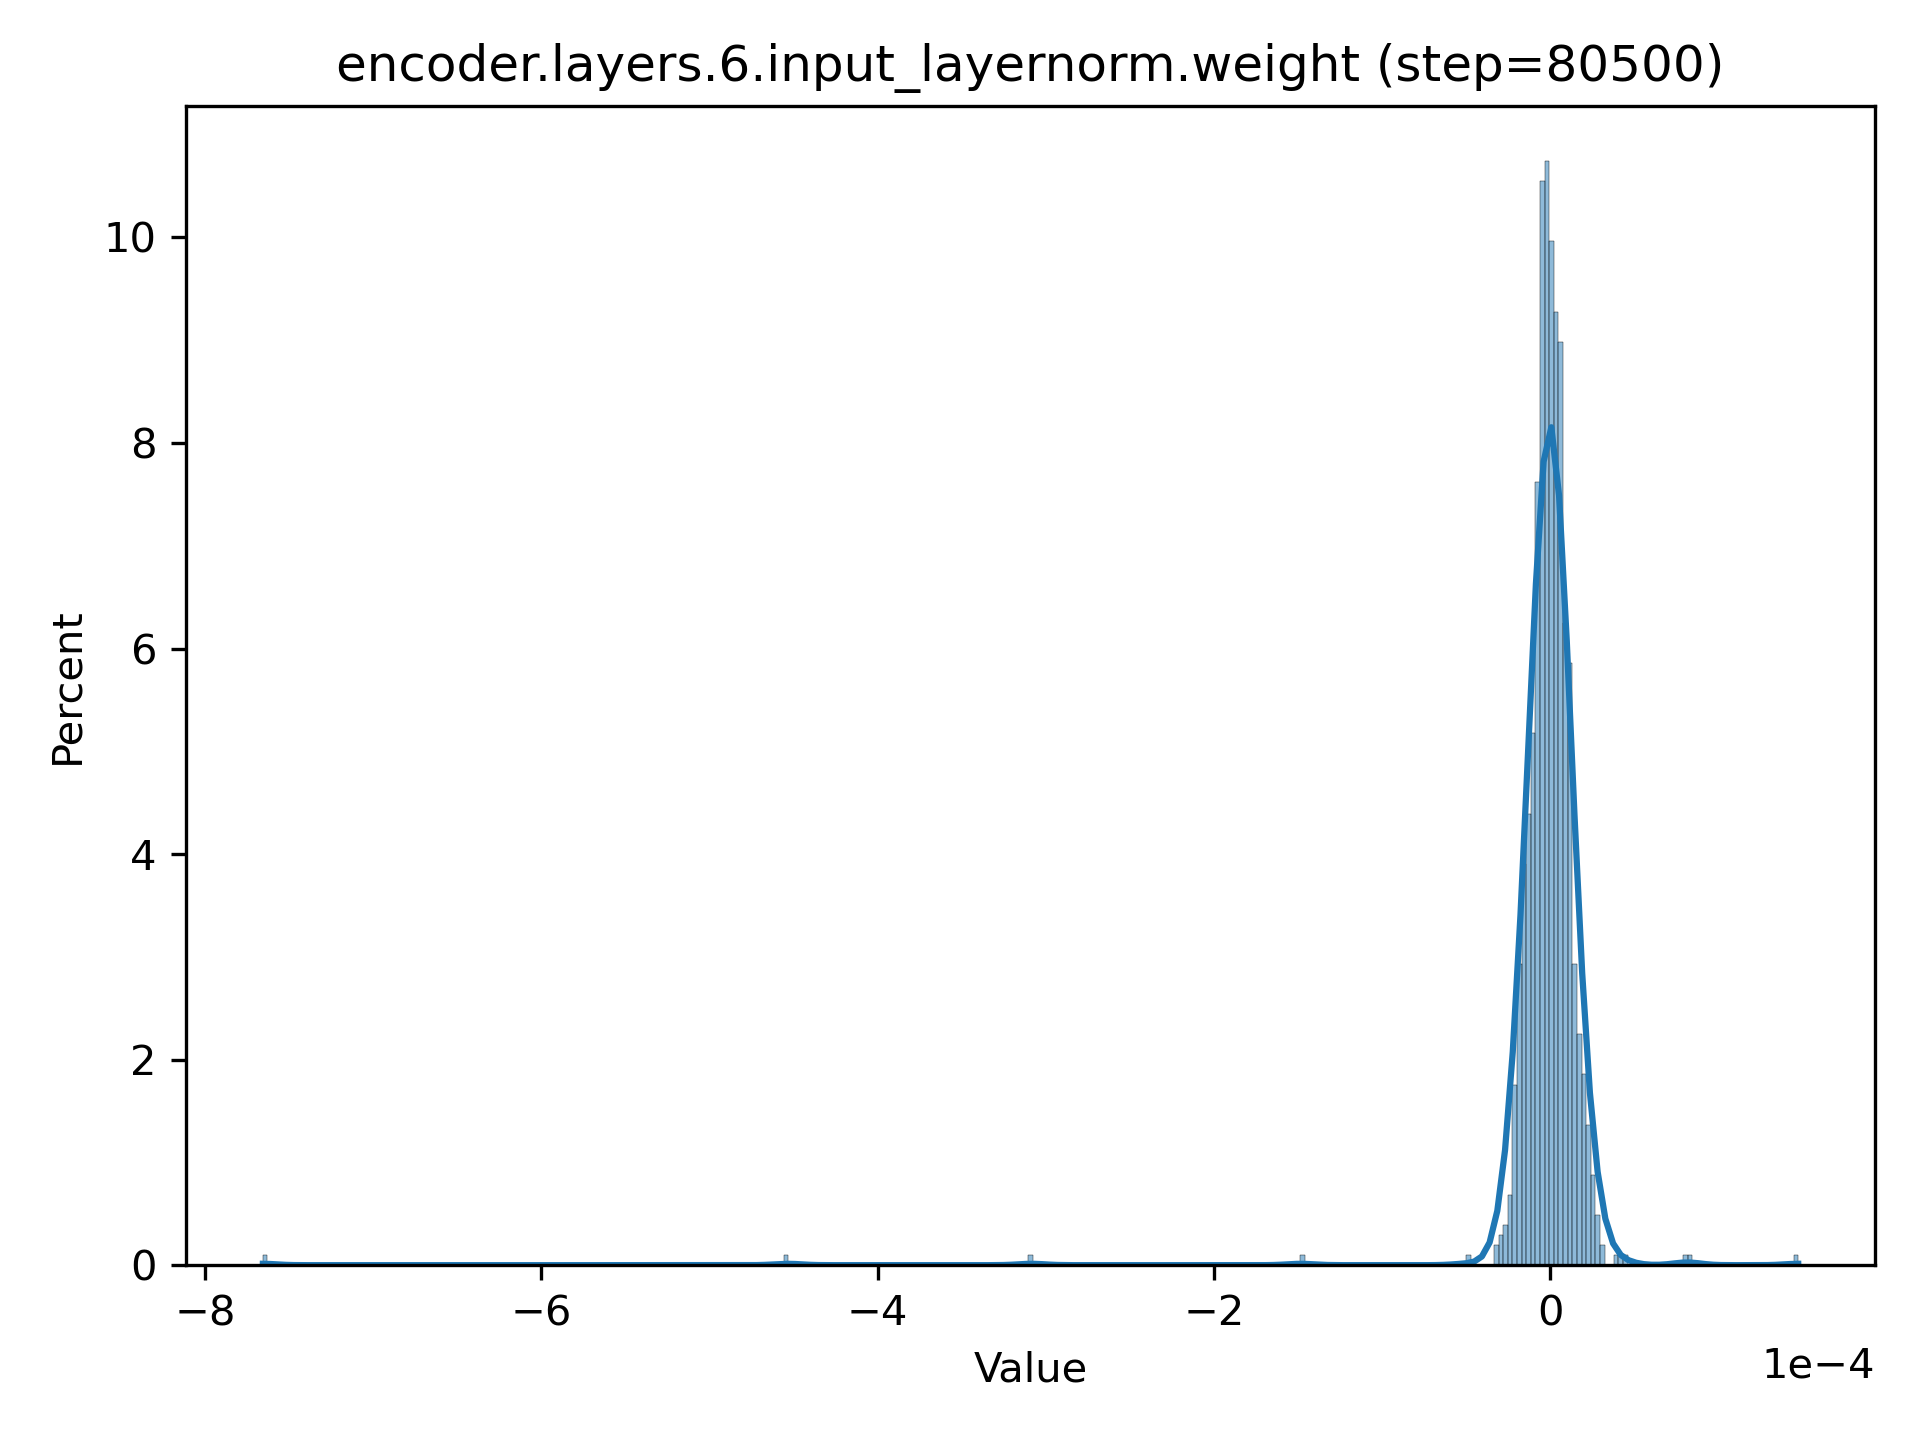 encoder.layers.6.input_layernorm.weight (step=80500)
10
8
6
4
2
0
Percent
−8
−6
−4
−2
0
1e−4
Value